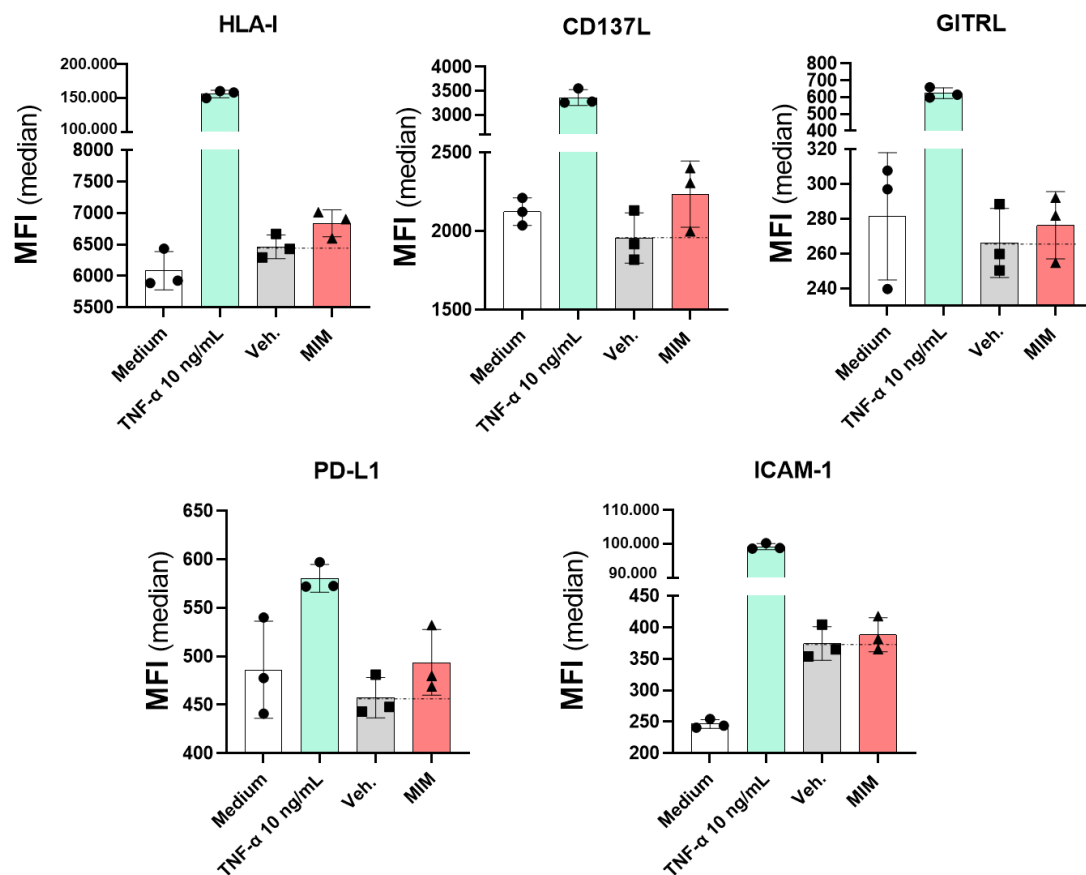 HLA-I
MFI (median)
200.000
150.000
100.000
8000
7500
7000
6500
6000
5500
Medium
TNF-α 10 ng/mL
Veh.
MIM
CD137L
MFI (median)
4000
3500
3000
2500
2000
1500
Medium
TNF-α 10 ng/mL
Veh.
MIM
GITRL
MFI (median)
800
700
600
500
400
320
300
280
260
240
Medium
TNF-α 10 ng/mL
Veh.
MIM
PD-L1
MFI (median)
650
600
550
500
450
400
Medium
TNF-α 10 ng/mL
Veh.
MIM
ICAM-1
MFI (median)
110.000
100.000
90.000
450
400
350
300
250
200
Medium
TNF-α 10 ng/mL
Veh.
MIM